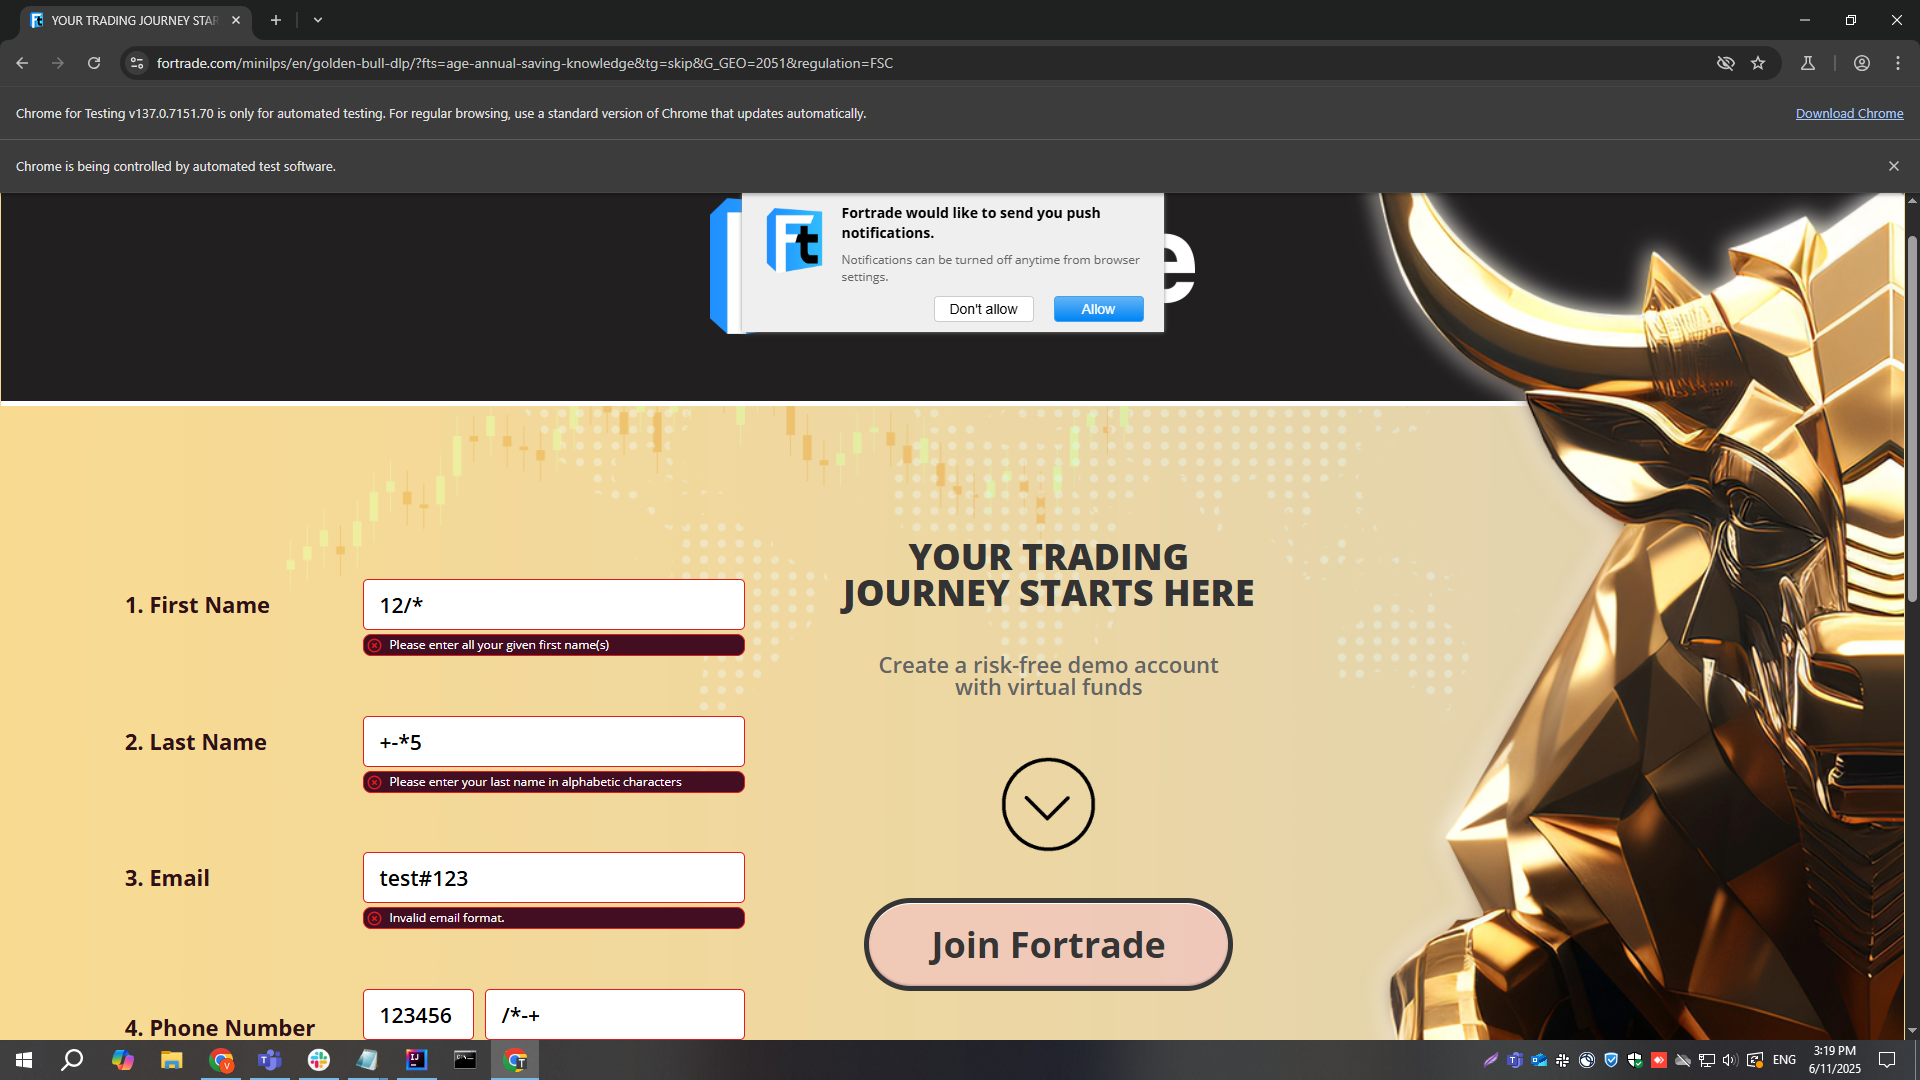 YOUR TRADING JOURNEY STAR
fortrade.com/minilps/en/golden-bull-dlp/?fts=age-annual-saving-knowledge&tg=skip&G_GEO=2051&regulation=FSC
Chrome for Testing v137.0.7151.70 is only for automated testing. For regular browsing, use a standard version of Chrome that updates automatically.
Download Chrome
Chrome is being controlled by automated test software.
Ft
Fortrade would like to send you push
notifications.
Notifications can be turned off anytime from browser
settings.
Don't allow
Allow
e
YOUR TRADING
JOURNEY STARTS HERE
Create a risk-free demo account
with virtual funds
Join Fortrade
1. First Name
12/*
Please enter all your given first name(s)
2. Last Name
+-*5
Please enter your last name in alphabetic characters
3. Email
test#123
Invalid email format.
4. Phone Number
123456
/*-+
ENG
3:19 PM
6/11/2025